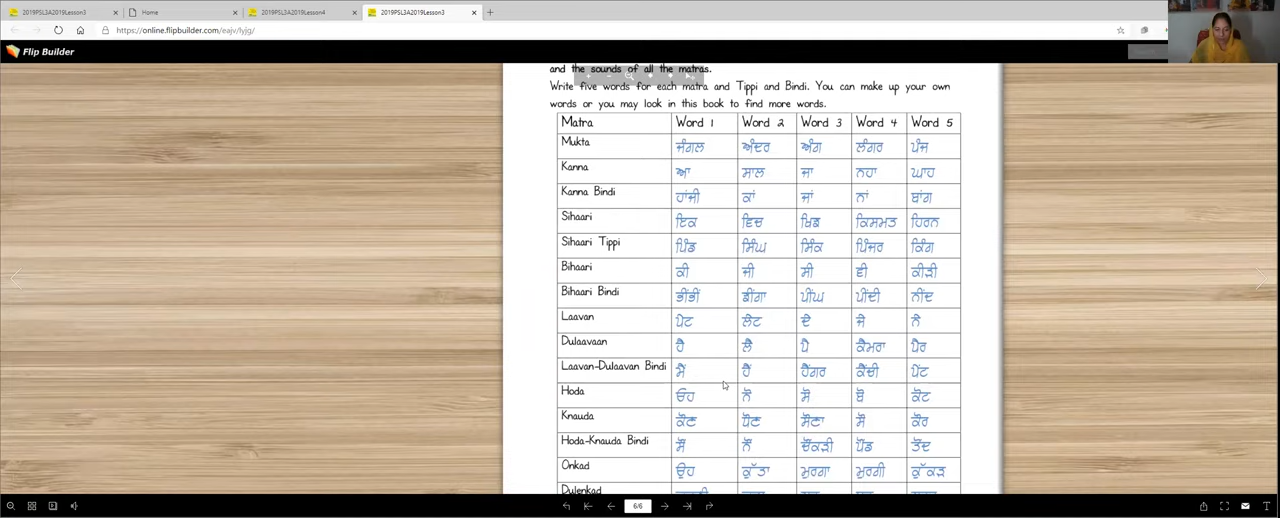 2019PSL3A2019Lesson3
Home
2019PSL3A2019Lesson4
2019PSL3A2019Lesson3
https://online.flipbuilder.com/eajv/lyjg/
Flip Builder
and the sounds of all the matras.
Write five words for each matra and Tippi and Bindi. You can make up your own
words or you may look in this book to find more words.
Matra Word 1 Word 2 Word 3 Word 4 Word 5
Mukta ਜੰਗਲ ਅੰਦਰ ਅੰਗ ਲੰਗਰ ਪੰਜ
Kanna ਆ ਸਾਲ ਜਾ ਨਹਾ ਘਾਹ
Kanna Bindi ਹਾਂਜੀ ਕਾਂ ਜਾਂ ਨਾਂ ਬਾਂਗ
Sihaari ਇਕ ਵਿਚ ਖਿਡ ਕਿਸਮਤ ਹਿਰਨ
Sihaari Tippi ਪਿੰਡ ਸਿੰਘ ਸਿੰਕ ਪਿੰਜਰ ਕਿੰਗ
Bihaari ਕੀ ਜੀ ਸੀ ਵੀ ਕੀੜੀ
Bihaari Bindi ਭੀਂਭੀਂ ਡੀਂਗਾ ਪੀਂਘ ਪੀਂਦੀ ਨੀਂਦ
Laavan ਪੇਟ ਲੇਟ ਦੇ ਜੇ ਨੇ
Dulaavaan ਹੈ ਲੈ ਪੈ ਕੈਮਰਾ ਪੈਰ
Laavan-Dulaavan Bindi ਮੈਂ ਹੈਂ ਹੈਂਗਰ ਕੈਂਚੀ ਪੇਂਟ
Hoda ਓਹ ਨੋ ਸੋ ਬੋ ਕੋਟ
Knauda ਕੌਣ ਧੌਣ ਸੌਣਾ ਸੌ ਕੌਰ
Hoda-Knauda Bindi ਸੌਂ ਨੌਂ ਚੌਂਕੜੀ ਪੌਂਡ ਤੋਂਦ
Onkad ਉਹ ਕੁੱਤਾ ਮੁਰਗਾ ਮੁਰਗੀ ਕੁੱਕੜ
Dulenkad
6/6